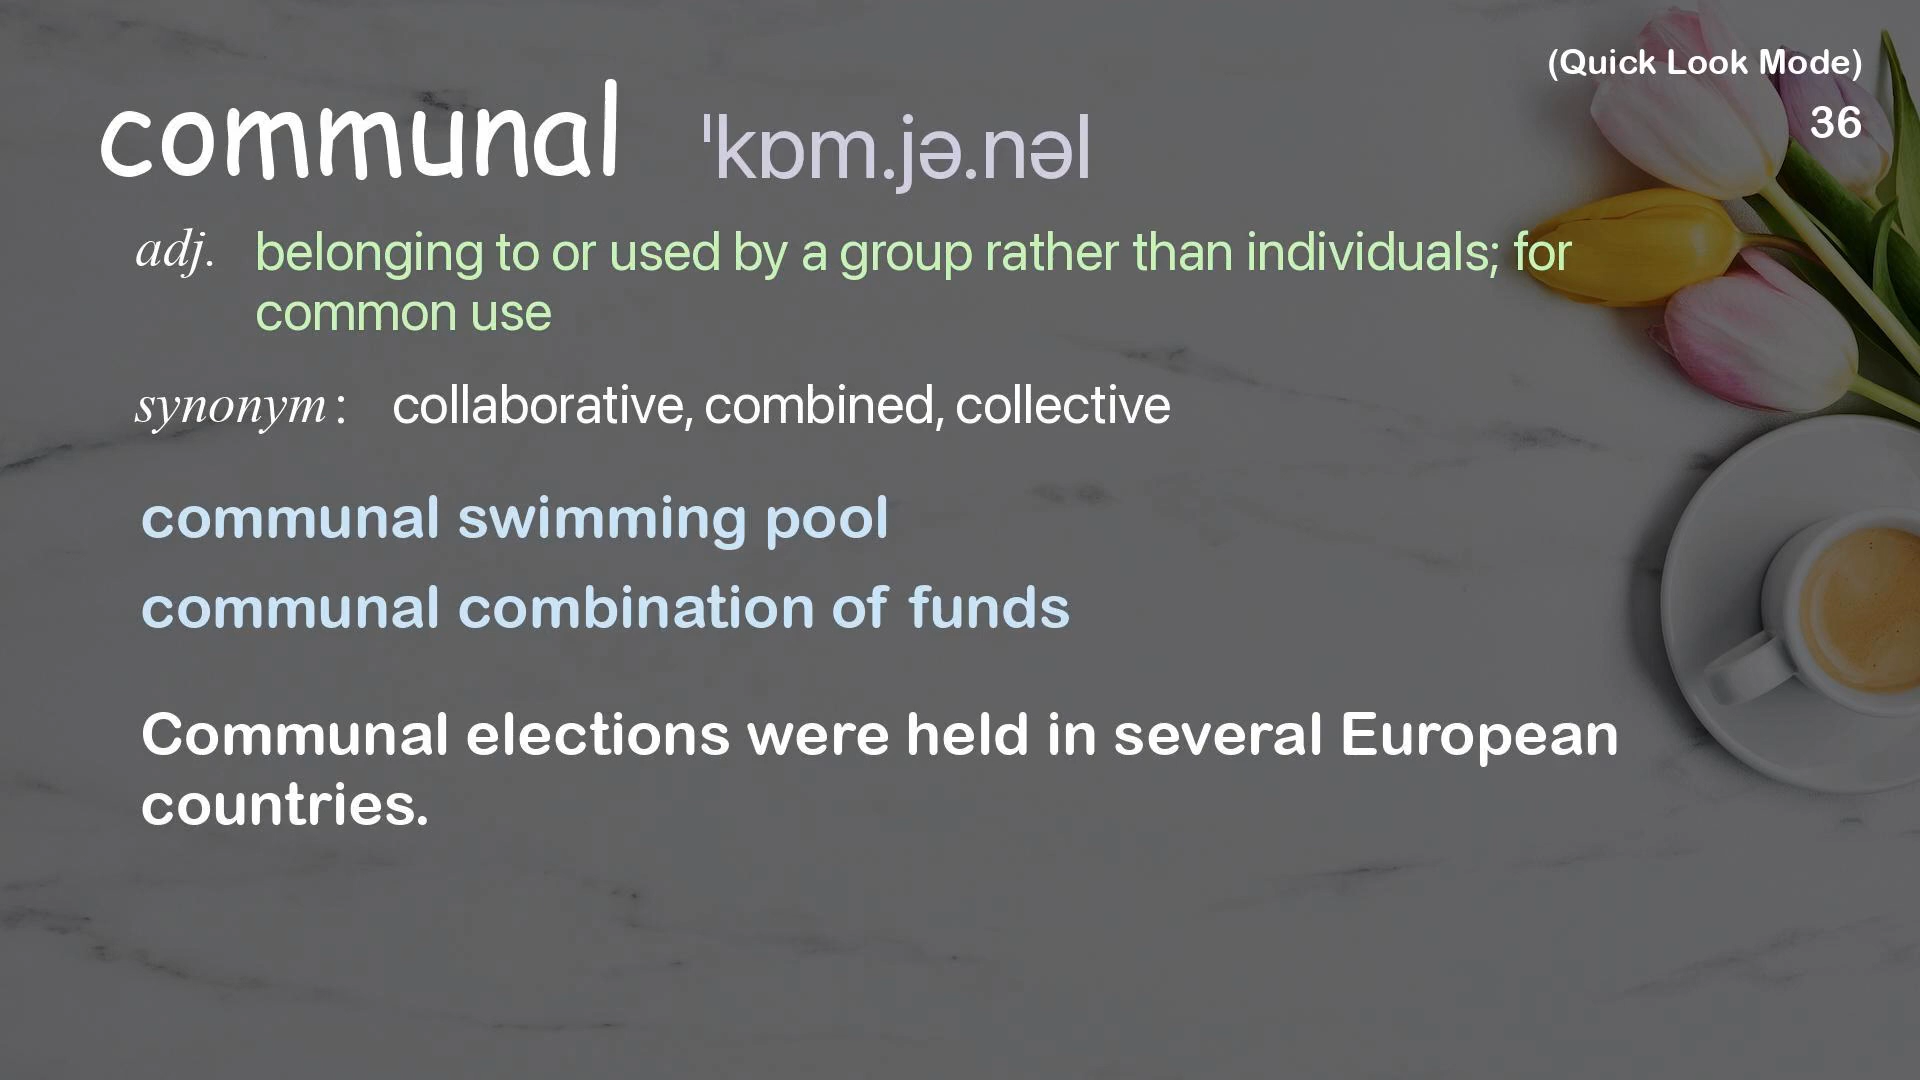 (Quick Look Mode)
36
communal ˈkɒm.jə.nəl
adj. belonging to or used by a group rather than individuals; for
common use
synonym: collaborative, combined, collective
communal swimming pool
communal combination of funds
Communal elections were held in several European
countries.